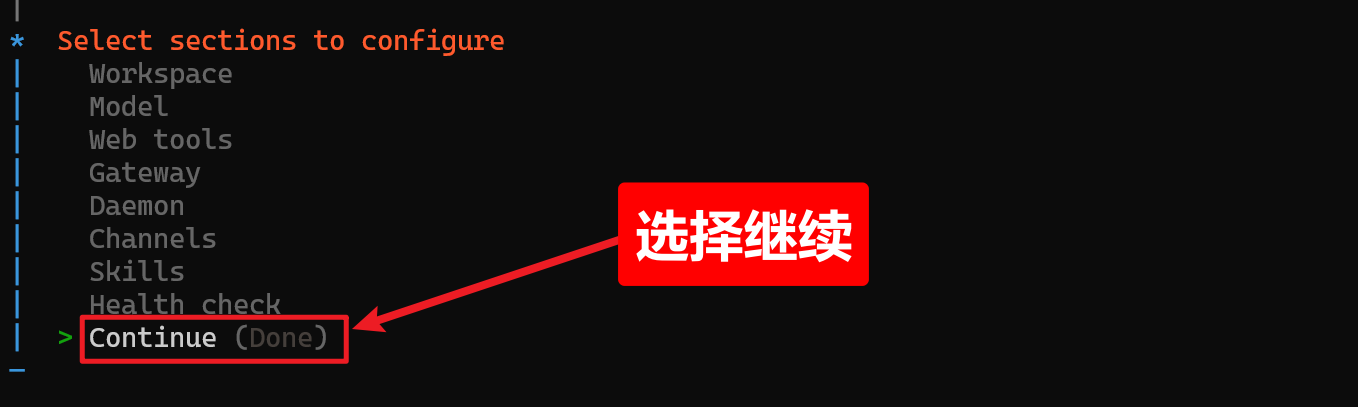 Select sections to configure
Workspace
Model
Web tools
Gateway
Daemon
Channels
Skills
Health check
> Continue (Done)
选择继续